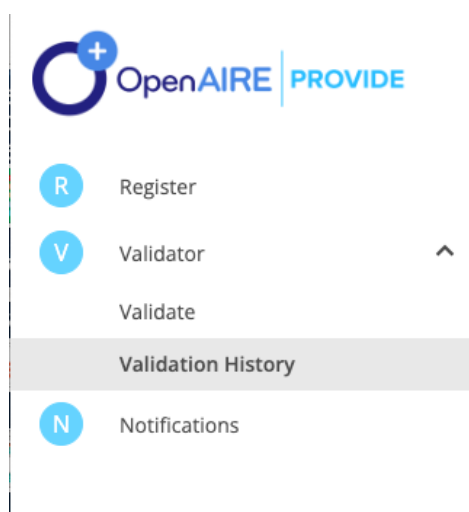 +
OpenAIRE PROVIDE
R Register
V Validator
Validate
Validation History
N Notifications